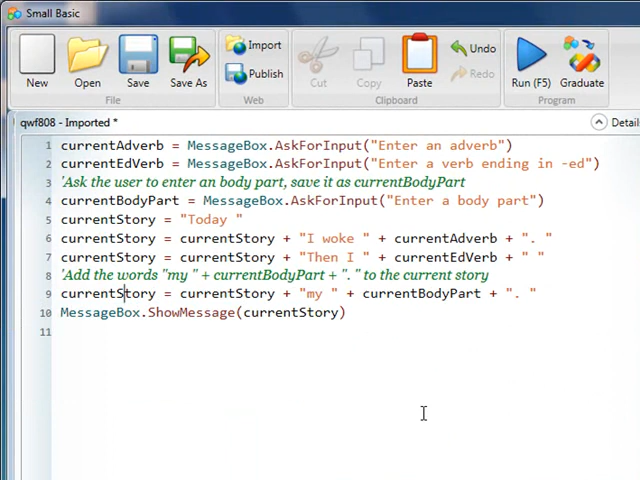 Small Basic
New
Open
Save
Save As
Import
Publish
Cut
Copy
Paste
Undo
Redo
Run (F5)
Graduate
File
Web
Clipboard
Program
qwf808 - Imported *
Detail
1 currentAdverb = MessageBox.AskForInput("Enter an adverb")
2 currentEdVerb = MessageBox.AskForInput("Enter a verb ending in -ed")
3 'Ask the user to enter an body part, save it as currentBodyPart
4 currentBodyPart = MessageBox.AskForInput("Enter a body part")
5 currentStory = "Today "
6 currentStory = currentStory + "I woke " + currentAdverb + ". "
7 currentStory = currentStory + "Then I " + currentEdVerb + " "
8 'Add the words "my " + currentBodyPart + ". " to the current story
9 currentStory = currentStory + "my " + currentBodyPart + ". "
10 MessageBox.ShowMessage(currentStory)
11